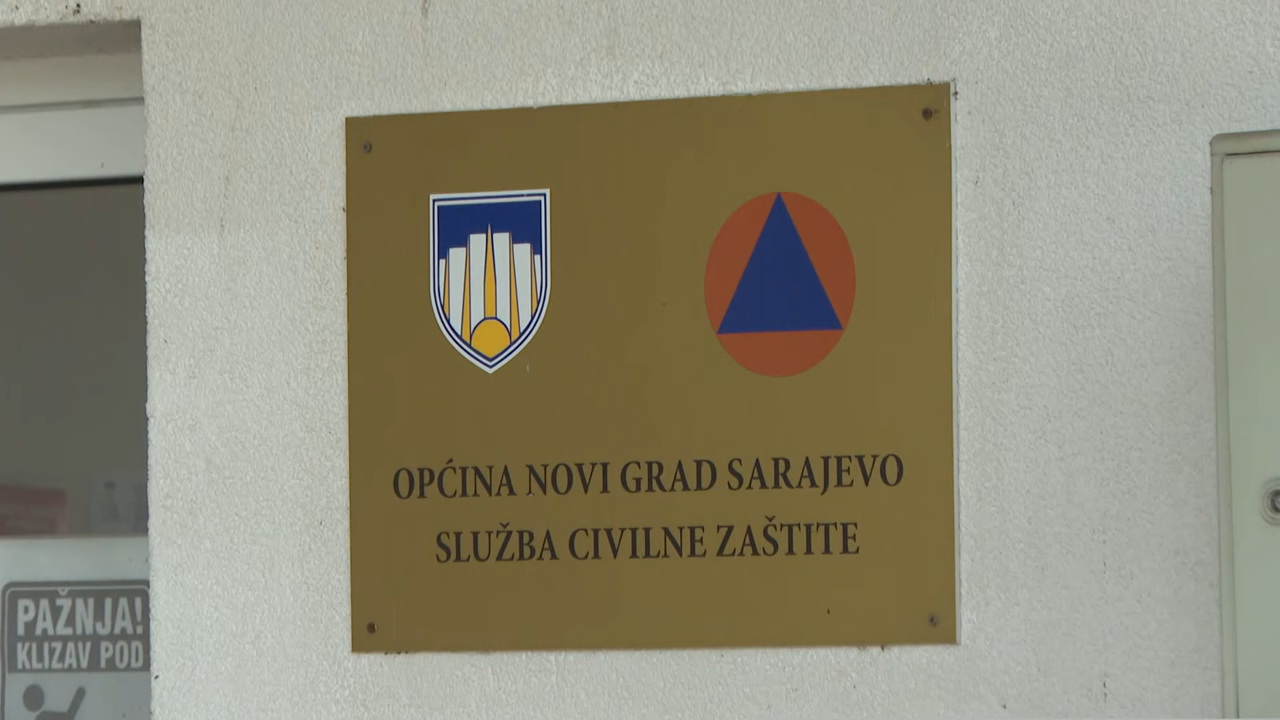 OPĆINA NOVI GRAD SARAJEVO
SLUŽBA CIVILNE ZAŠTITE
PAŽNJA!
KLIZAV POD